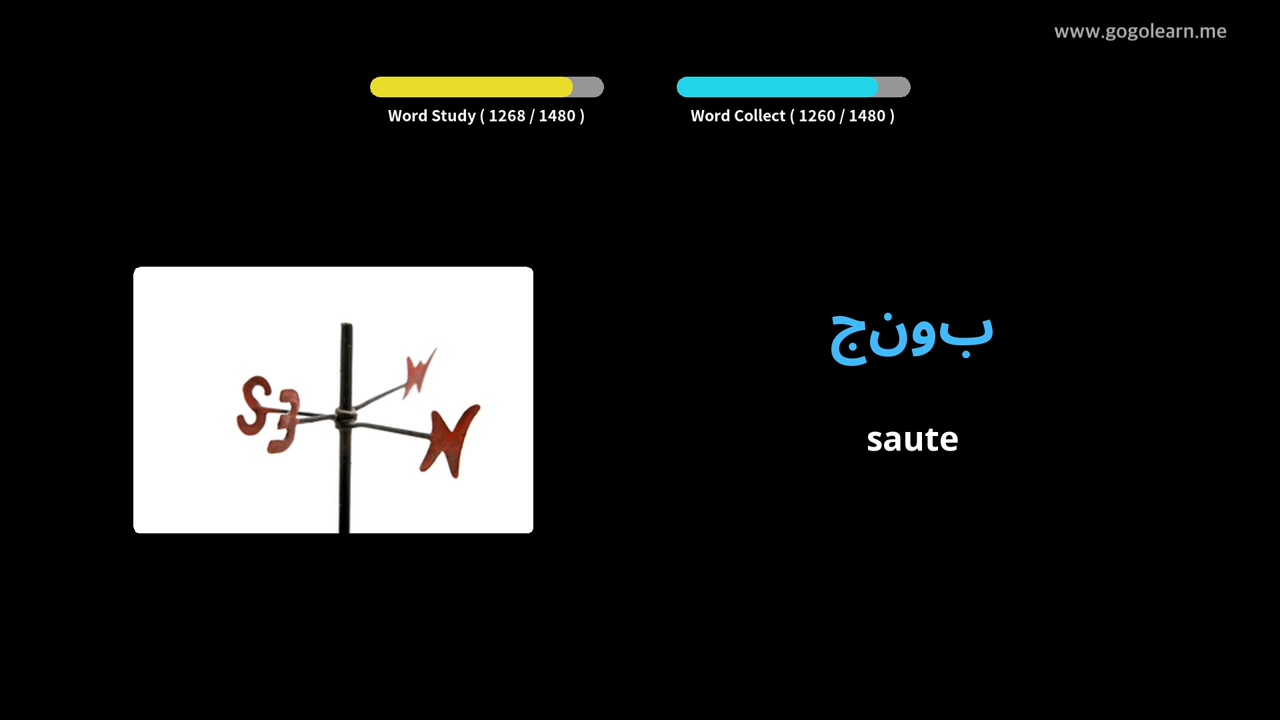 www.gogolearn.me
Word Study ( 1268 / 1480 )
Word Collect ( 1260 / 1480 )
S E N
بونج
saute